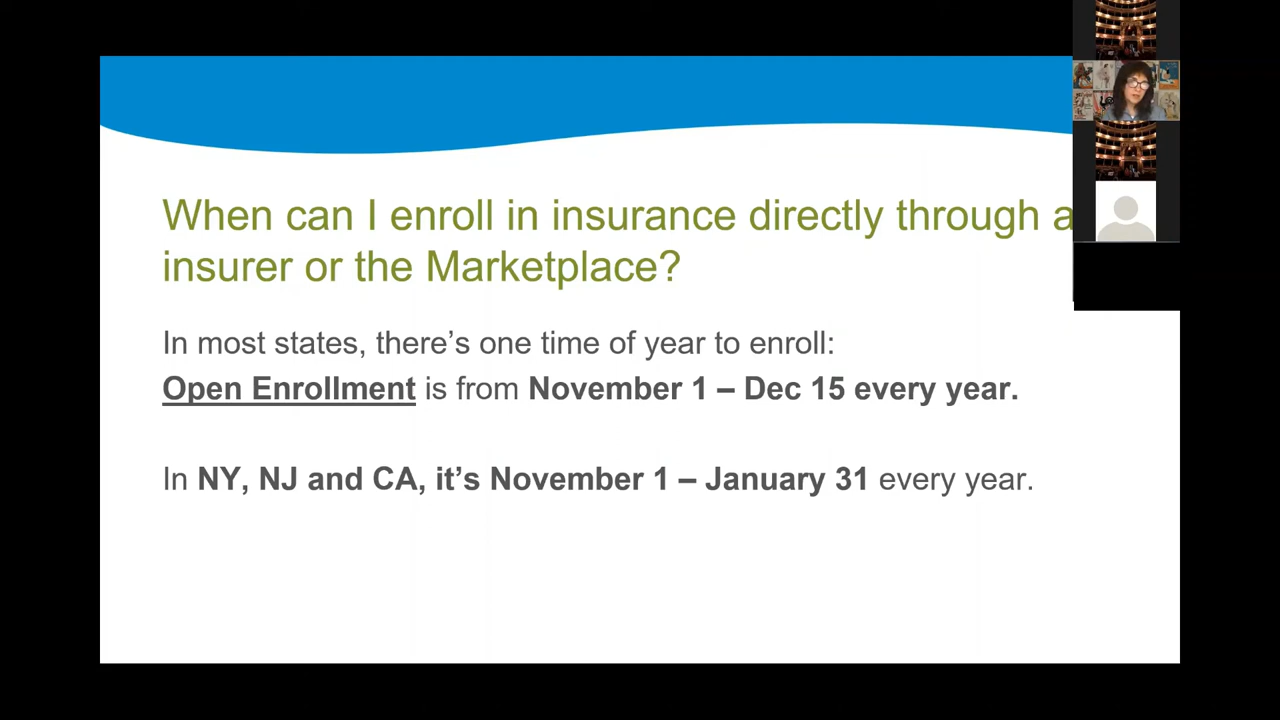 When can I enroll in insurance directly through a
insurer or the Marketplace?
In most states, there’s one time of year to enroll:
Open Enrollment is from November 1 – Dec 15 every year.
In NY, NJ and CA, it’s November 1 – January 31 every year.